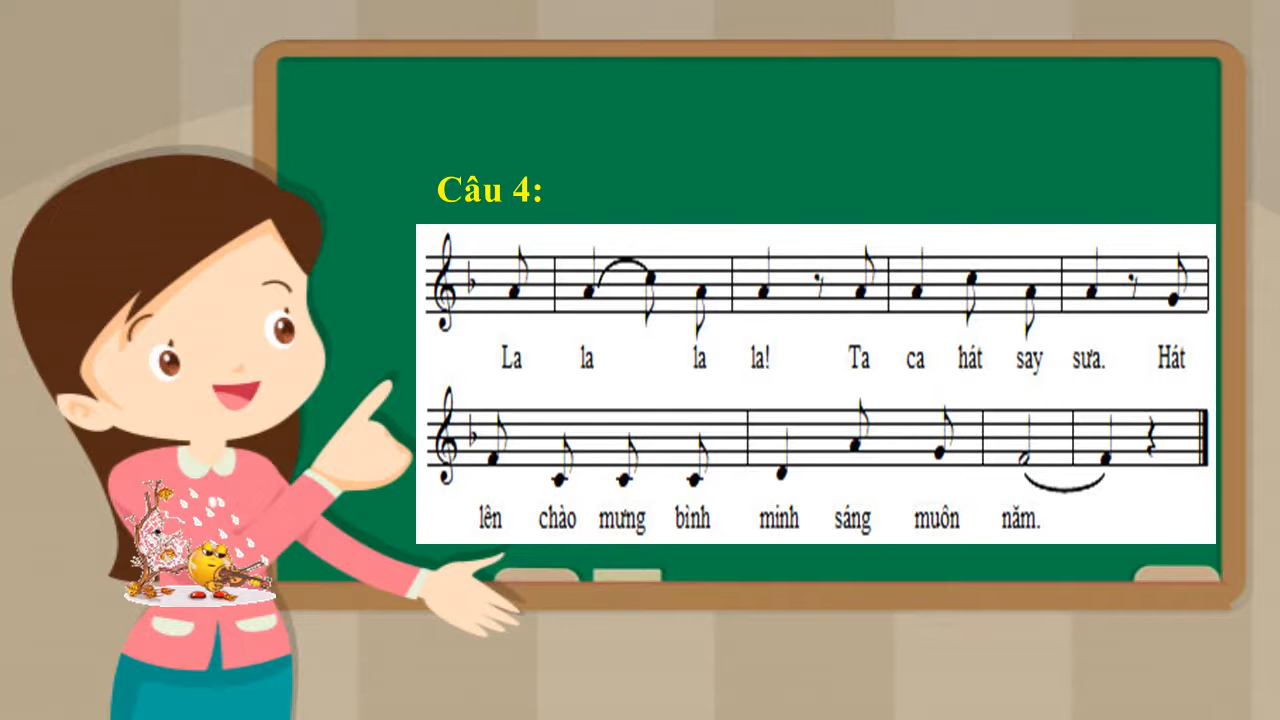 Câu 4:
La la la la! Ta ca hát say sưa. Hát
lên chào mưng bình minh sáng muôn năm.